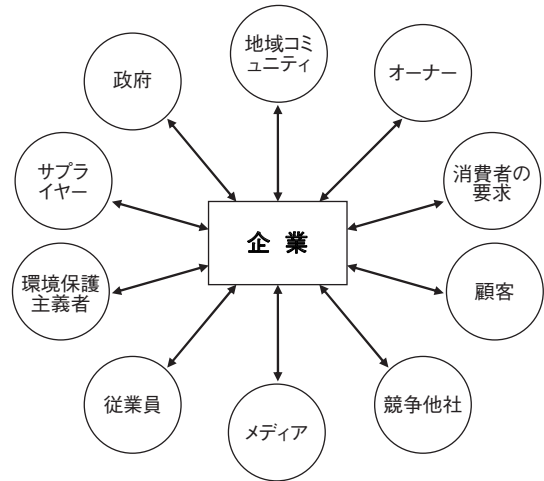 地域コミ
ュニティ
オーナー
政府
消費者の
要求
サプラ
イヤー
企 業
環境保護
主義者
顧客
従業員
メディア
競争他社